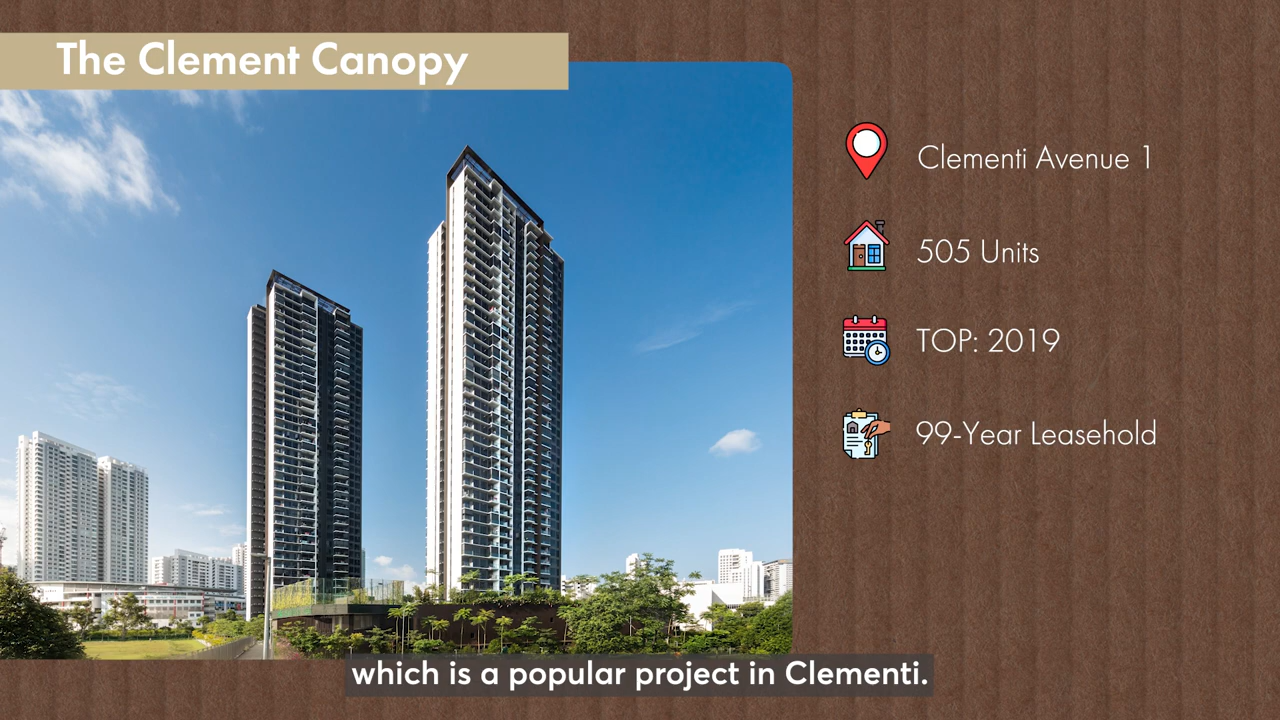 The Clement Canopy
Clementi Avenue 1
505 Units
TOP: 2019
99-Year Leasehold
which is a popular project in Clementi.